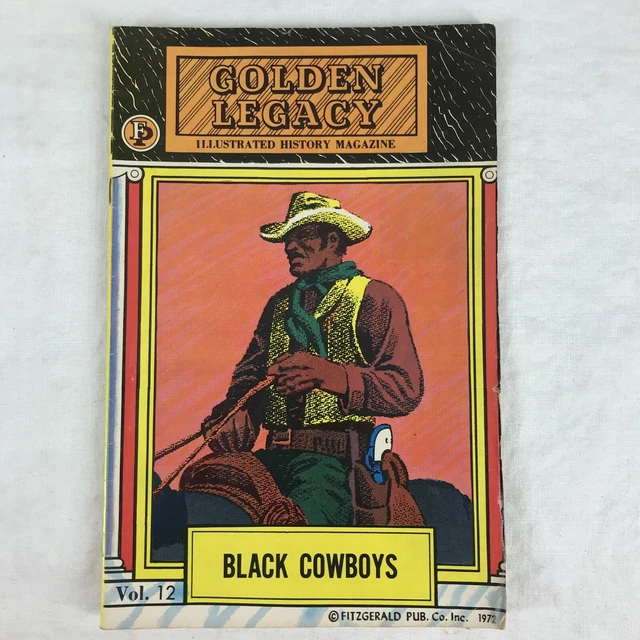 GOLDEN
LEGACY
ILLUSTRATED HISTORY MAGAZINE
FP
BLACK COWBOYS
Vol. 12
© FITZGERALD PUB. Co. Inc. 1972